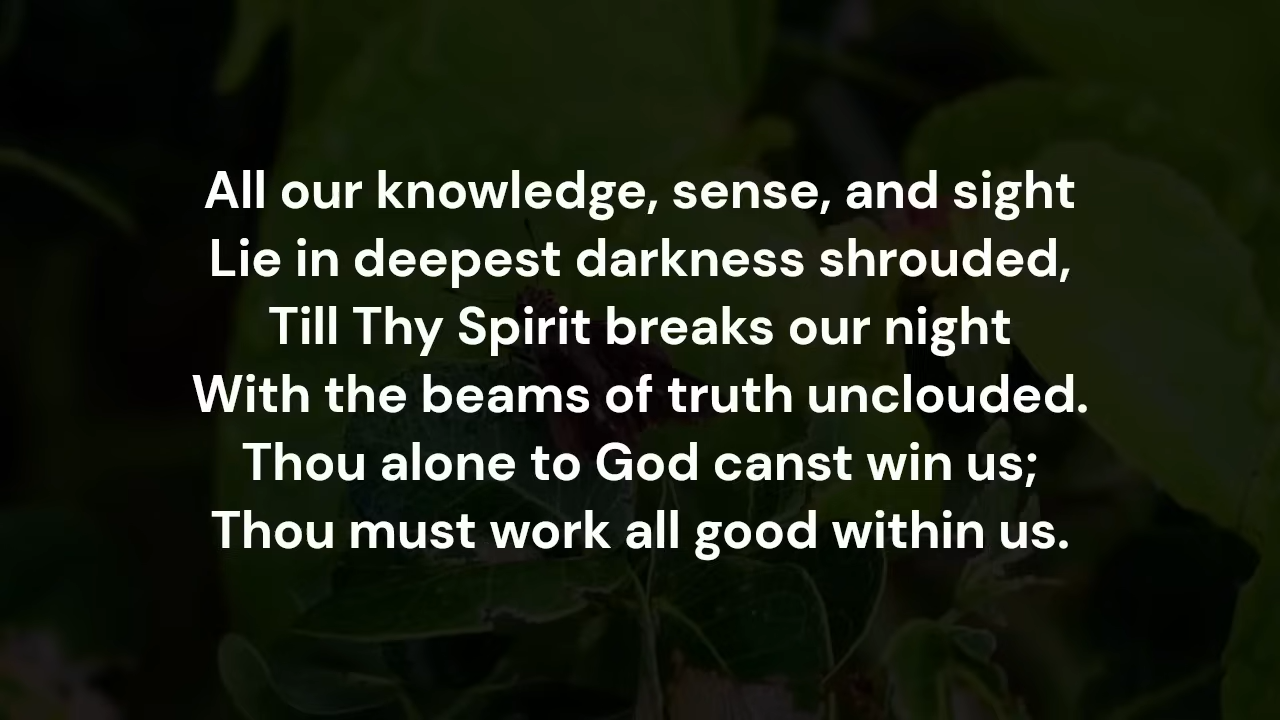 All our knowledge, sense, and sight
Lie in deepest darkness shrouded,
Till Thy Spirit breaks our night
With the beams of truth unclouded.
Thou alone to God canst win us;
Thou must work all good within us.